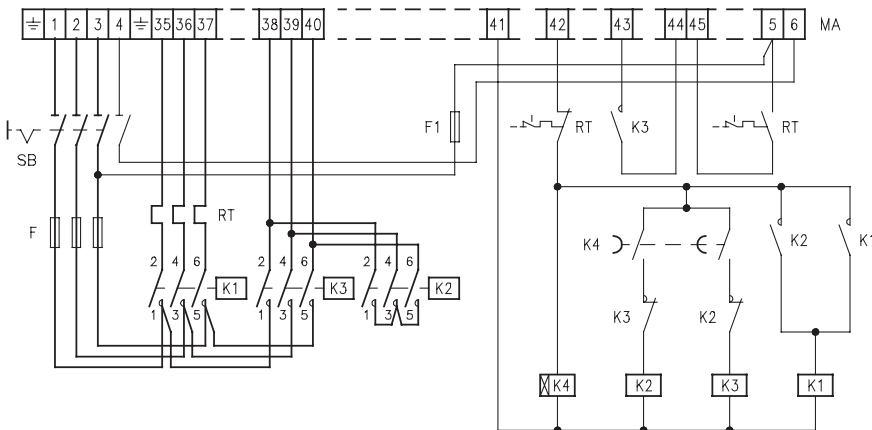 1 2 3 4 35 36 37 38 39 40 41 42 43 44 45 5 6 MA
SB
F1
RT K3 RT
F
RT
K4 K2 K1
2 4 6 K1 2 4 6 K3 2 4 6 K2
1 3 5 1 3 5 1 3 5
K3 K2
K4 K2 K3 K1